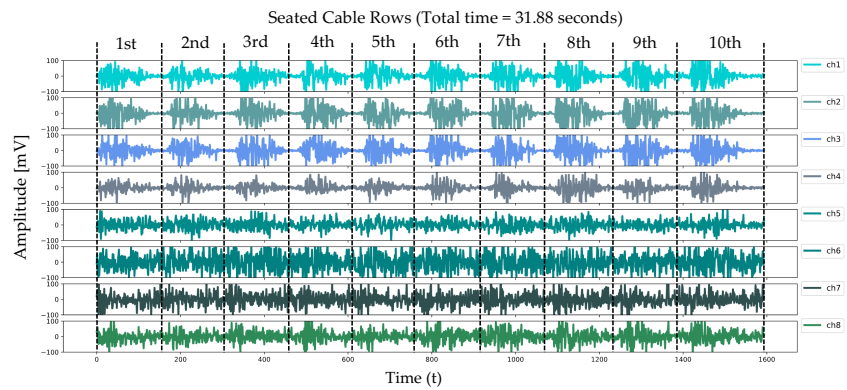 Seated Cable Rows (Total time = 31.88 seconds)
1st 2nd 3rd 4th 5th 6th 7th 8th 9th 10th
Amplitude [mV]
100
0
−100
ch1
100
0
−100
ch2
100
0
−100
ch3
100
0
−100
ch4
100
0
−100
ch5
100
0
−100
ch6
100
0
−100
ch7
100
0
−100
ch8
0 200 400 600 800 1000 1200 1400 1600
Time (t)